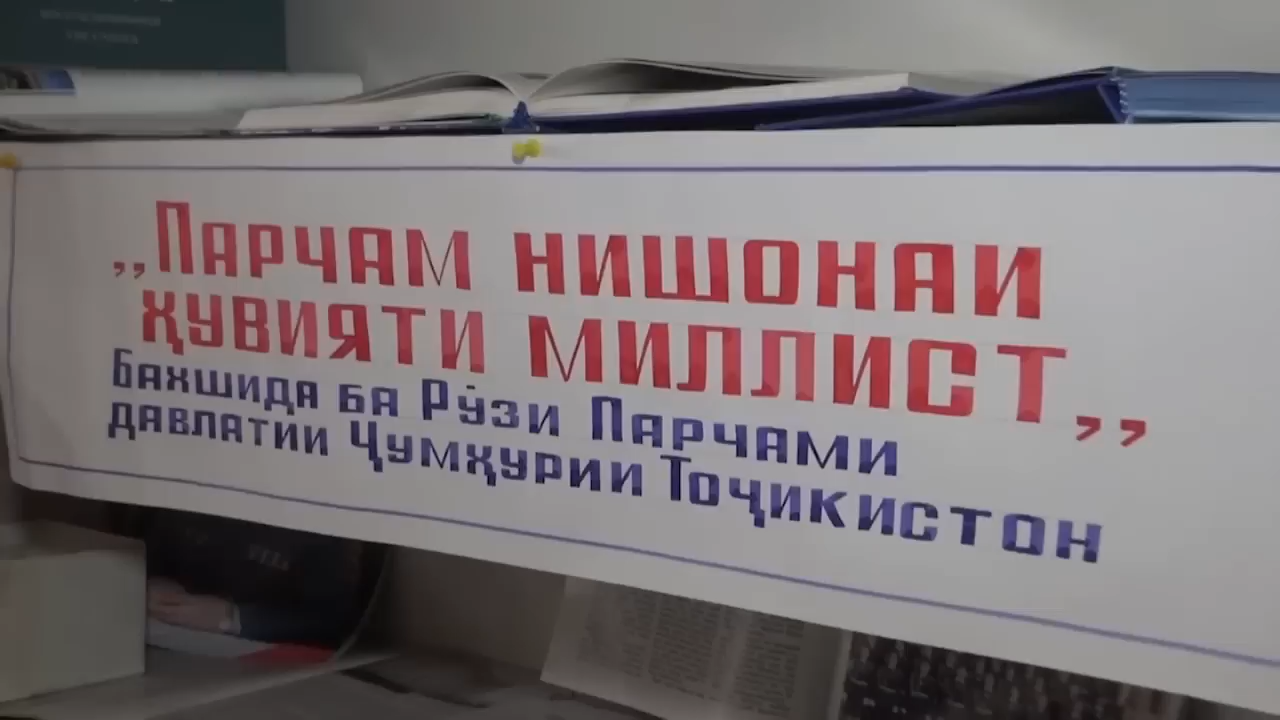 ,,Парчам нишонаи
ҳувияти миллист,,
Бахшида ба Рӯзи Парчами
давлатии Ҷумҳурии Тоҷикистон